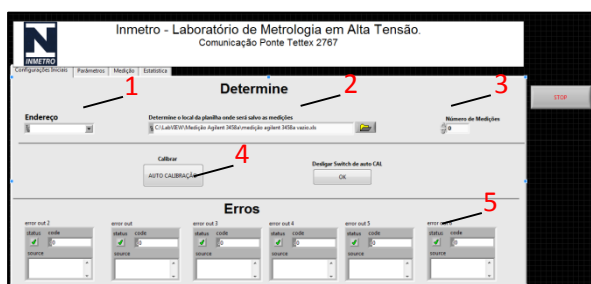 Inmetro - Laboratório de Metrologia em Alta Tensão.
Comunicação Ponte Tettex 2767
N
INMETRO
Configurações Iniciais Parâmetros Medição Estatística
1 2 3
Determine
STOP
Endereço
Determine o local da planilha onde será salvo as medições
Número de Medições
C:\LabVIEW\Medição Agilent 3458a\medição agilent 3458a vazio.xls
0
4
Calibrar
Desligar Switch de auto CAL
AUTO CALIBRAÇÃO
OK
Erros
5
error out 2 error out error out 3 error out 4 error out 5 error out 6
status code status code status code status code status code status code
0 0 0 0 0 0
source source source source source source